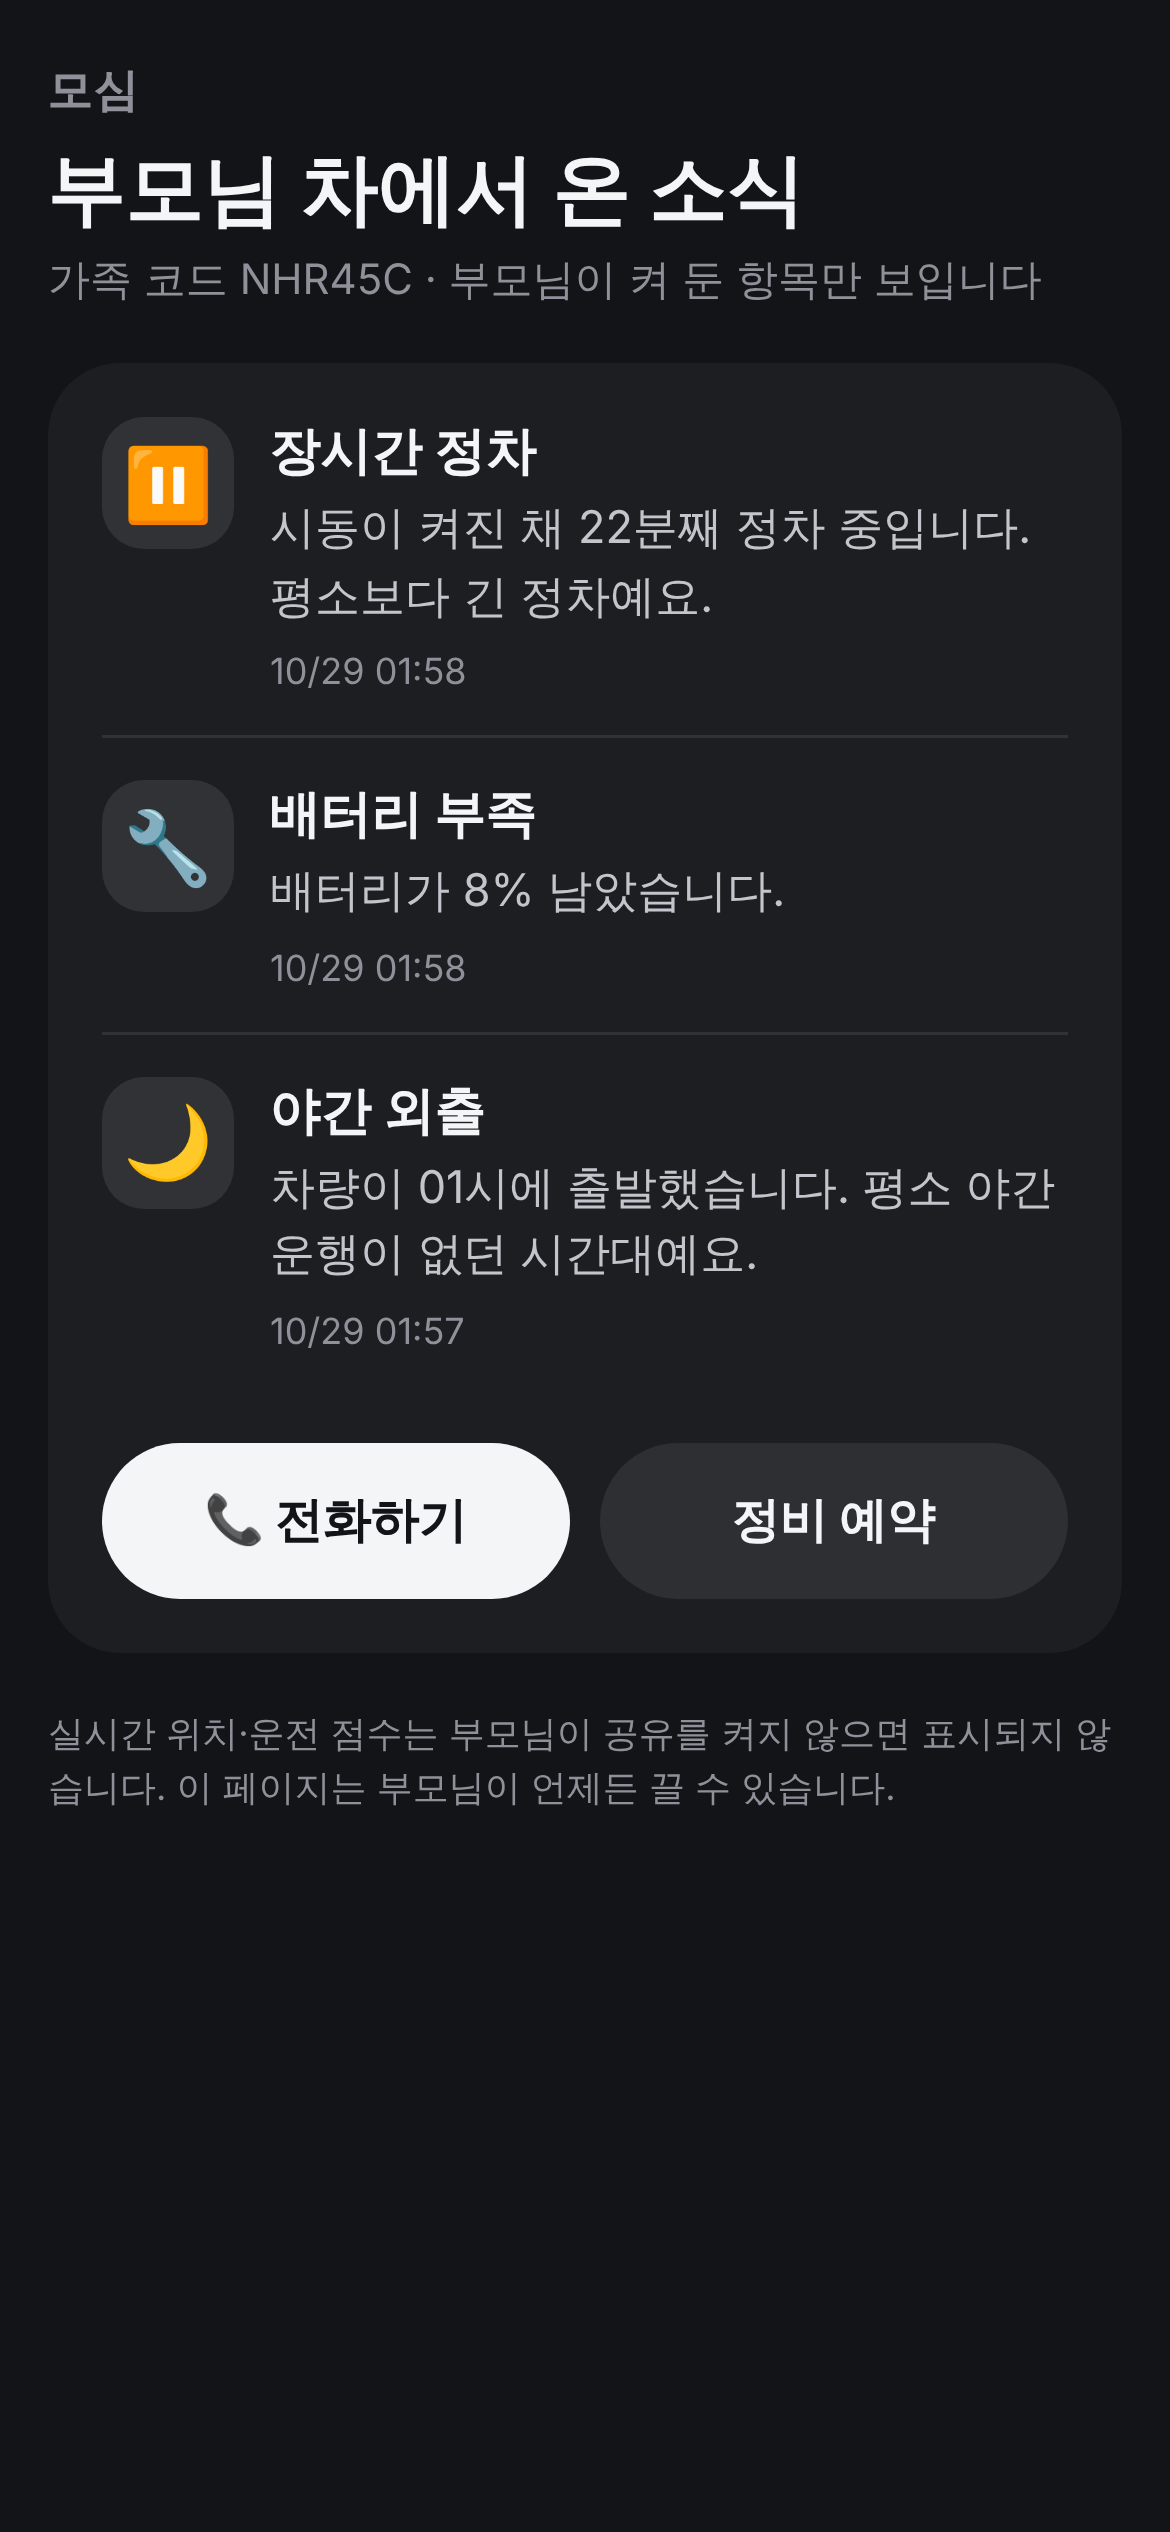 모심
부모님 차에서 온 소식
가족 코드 NHR45C · 부모님이 켜 둔 항목만 보입니다
장시간 정차
시동이 켜진 채 22분째 정차 중입니다.
평소보다 긴 정차예요.
10/29 01:58
배터리 부족
배터리가 8% 남았습니다.
10/29 01:58
야간 외출
차량이 01시에 출발했습니다. 평소 야간
운행이 없던 시간대예요.
10/29 01:57
📞 전화하기
정비 예약
실시간 위치·운전 점수는 부모님이 공유를 켜지 않으면 표시되지 않
습니다. 이 페이지는 부모님이 언제든 끌 수 있습니다.